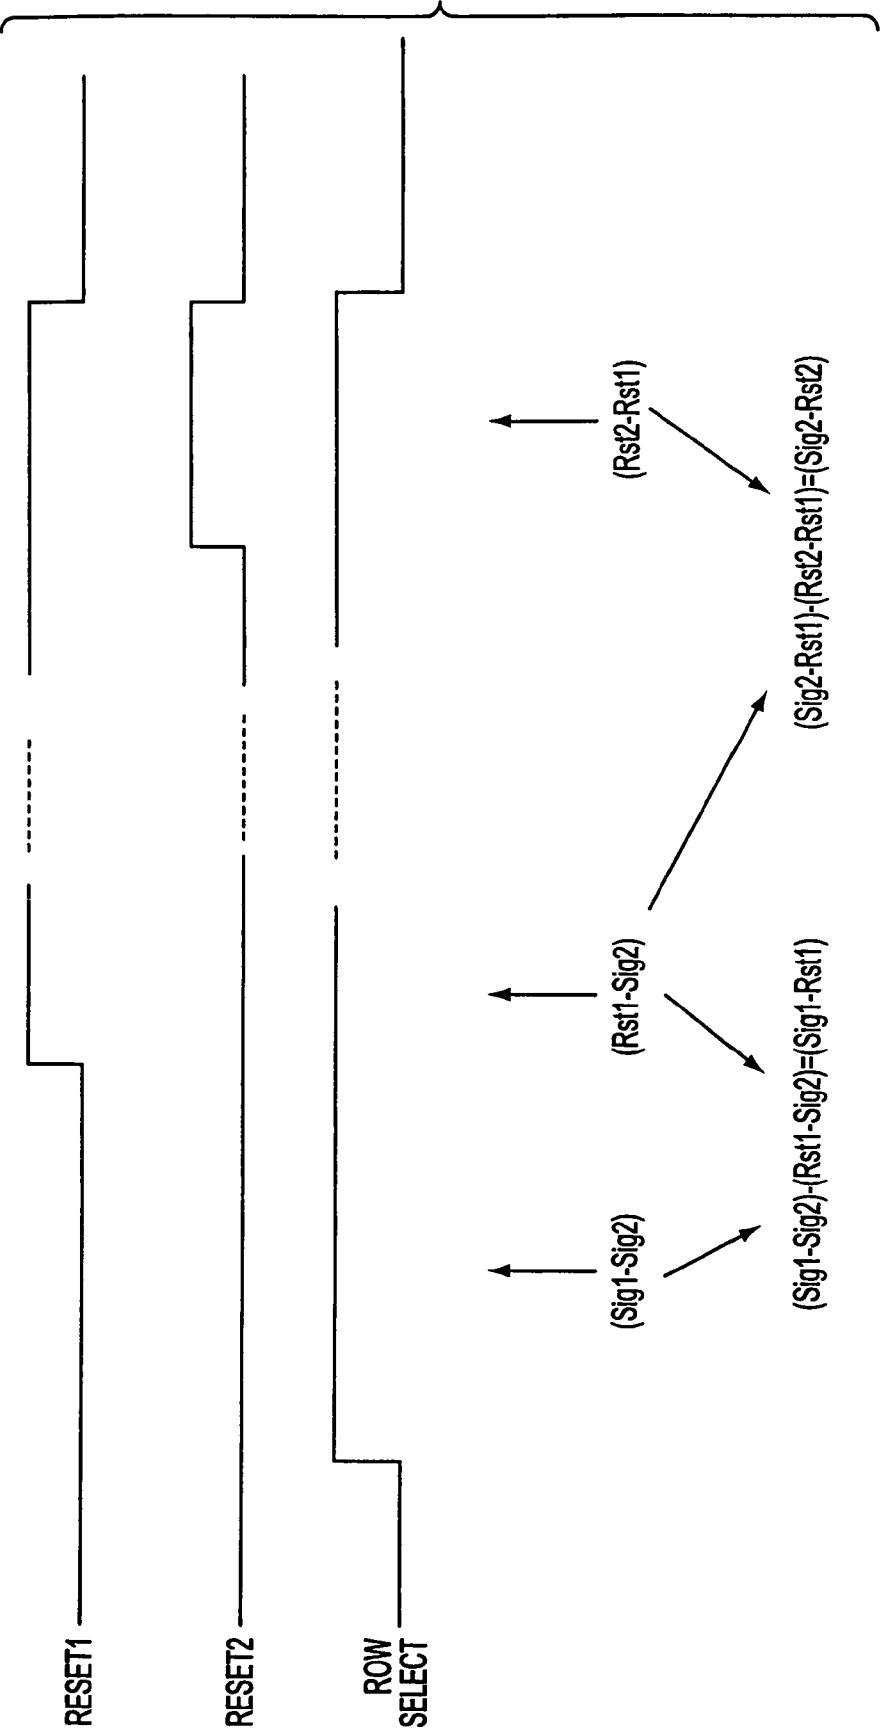 RESET1
RESET2
ROW
SELECT
(Sig1-Sig2)
(Rst1-Sig2)
(Rst2-Rst1)
(Sig1-Sig2)-(Rst1-Sig2)=(Sig1-Rst1)
(Sig2-Rst1)-(Rst2-Rst1)=(Sig2-Rst2)